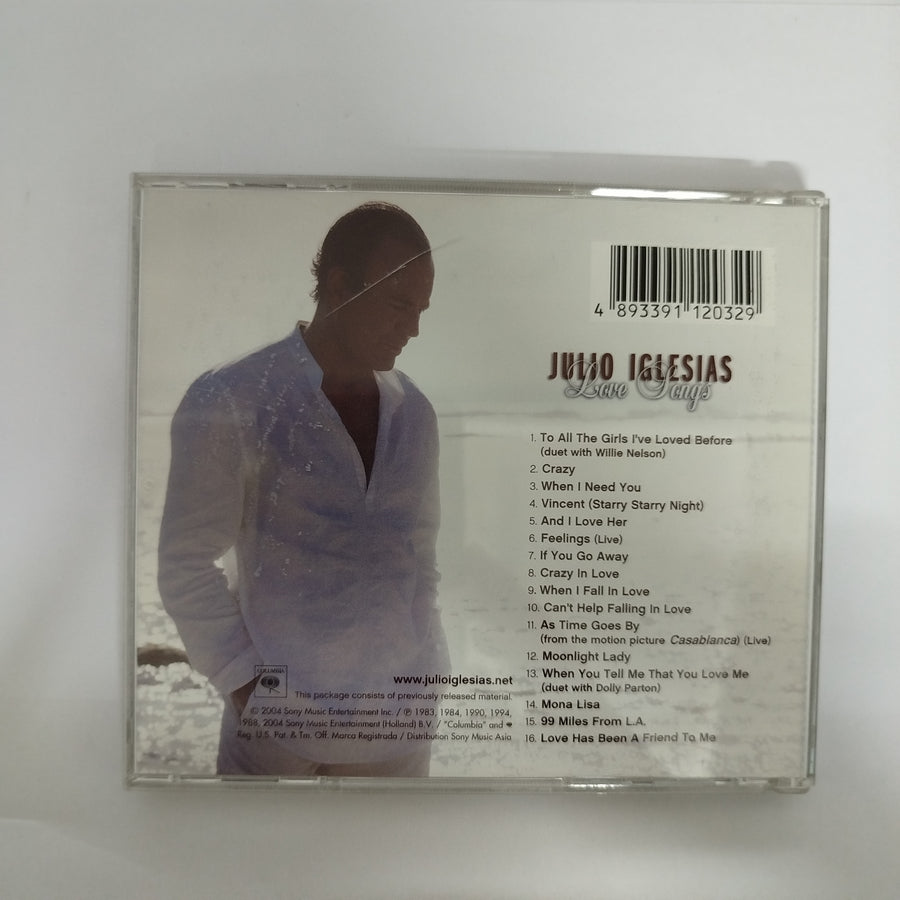 4 893391 120329
JULIO IGLESIAS
Love Songs
1. To All The Girls I've Loved Before
(duet with Willie Nelson)
2. Crazy
3. When I Need You
4. Vincent (Starry Starry Night)
5. And I Love Her
6. Feelings (Live)
7. If You Go Away
8. Crazy In Love
9. When I Fall In Love
10. Can't Help Falling In Love
11. As Time Goes By
(from the motion picture Casablanca) (Live)
12. Moonlight Lady
13. When You Tell Me That You Love Me
(duet with Dolly Parton)
14. Mona Lisa
15. 99 Miles From L.A.
16. Love Has Been A Friend To Me
COLUMBIA
www.julioiglesias.net
This package consists of previously released material.
© 2004 Sony Music Entertainment Inc. / ℗ 1983, 1984, 1990, 1994,
1988, 2004 Sony Music Entertainment (Holland) B.V. / "Columbia" and
Reg. U.S. Pat. & Tm. Off. Marca Registrada / Distribution Sony Music Asia